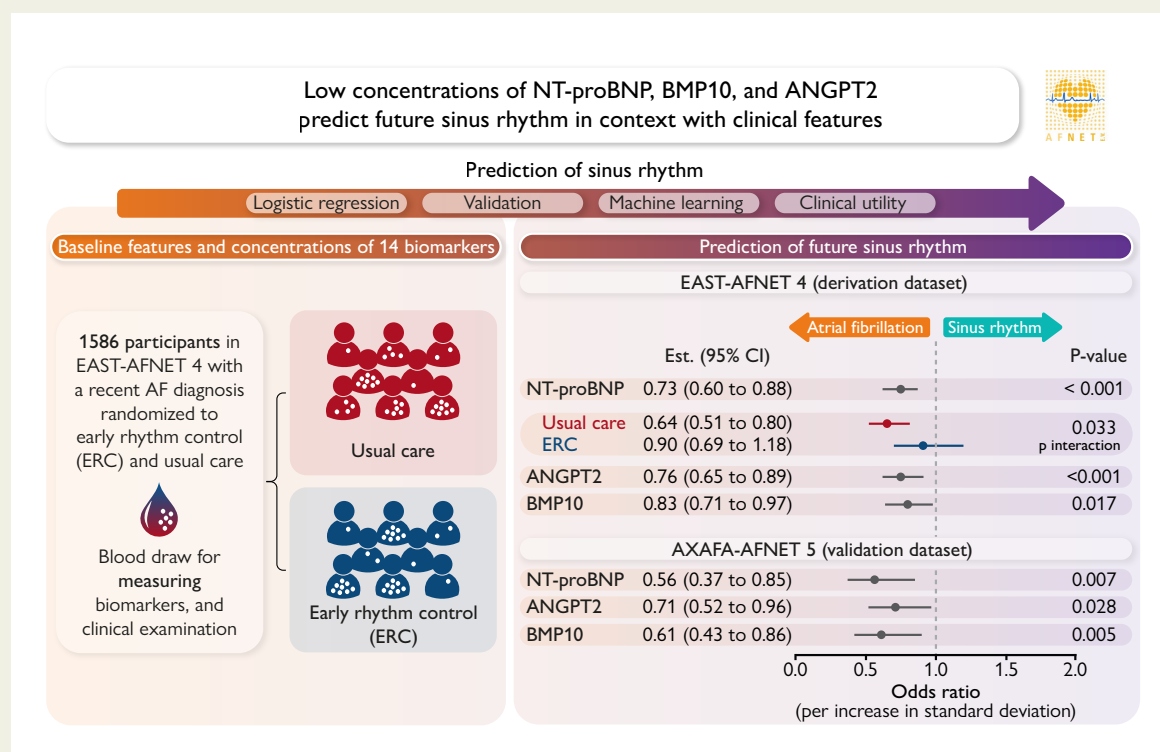 Low concentrations of NT-proBNP, BMP10, and ANGPT2
predict future sinus rhythm in context with clinical features
AFNET
Prediction of sinus rhythm
Logistic regression
Validation
Machine learning
Clinical utility
Baseline features and concentrations of 14 biomarkers
1586 participants in
EAST-AFNET 4 with
a recent AF diagnosis
randomized to
early rhythm control
(ERC) and usual care
Blood draw for
measuring
biomarkers, and
clinical examination
Usual care
Early rhythm control
(ERC)
Prediction of future sinus rhythm
EAST-AFNET 4 (derivation dataset)
Atrial fibrillation Sinus rhythm
Est. (95% CI) P-value
NT-proBNP 0.73 (0.60 to 0.88) < 0.001
Usual care 0.64 (0.51 to 0.80) 0.033
ERC 0.90 (0.69 to 1.18) p interaction
ANGPT2 0.76 (0.65 to 0.89) <0.001
BMP10 0.83 (0.71 to 0.97) 0.017
AXAFA-AFNET 5 (validation dataset)
NT-proBNP 0.56 (0.37 to 0.85) 0.007
ANGPT2 0.71 (0.52 to 0.96) 0.028
BMP10 0.61 (0.43 to 0.86) 0.005
0.0 0.5 1.0 1.5 2.0
Odds ratio
(per increase in standard deviation)